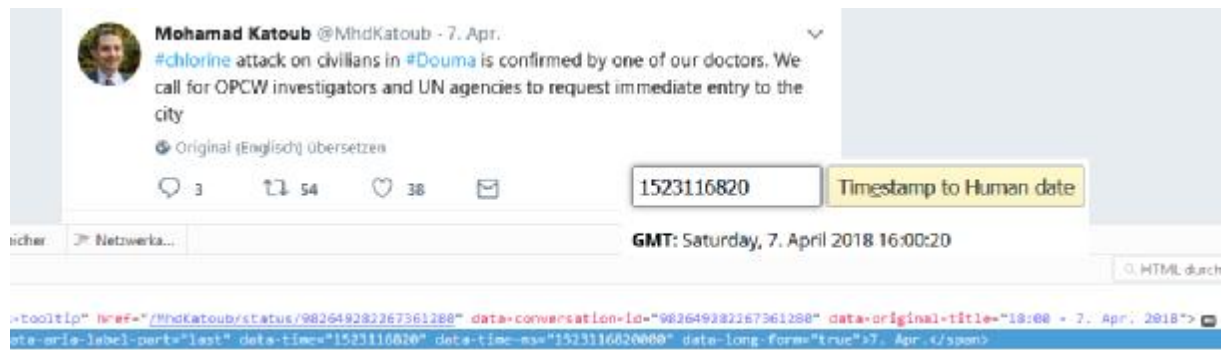 Mohamad Katoub @MhdKatoub · 7. Apr.
#chlorine attack on civilians in #Douma is confirmed by one of our doctors. We
call for OPCW investigators and UN agencies to request immediate entry to the
city
Original (Englisch) übersetzen
3 54 38
1523116820 Timestamp to Human date
GMT: Saturday, 7. April 2018 16:00:20
eicher Netzwerka...
HTML durch
-tooltip" href="/MhdKatoub/status/982649282267361280" data-conversation-id="982649282267361280" data-original-title="18:00 - 7. Apr. 2018">
ata-aria-label-part="last" data-time="1523116820" data-time-ms="1523116820000" data-long-form="true">7. Apr.</span>